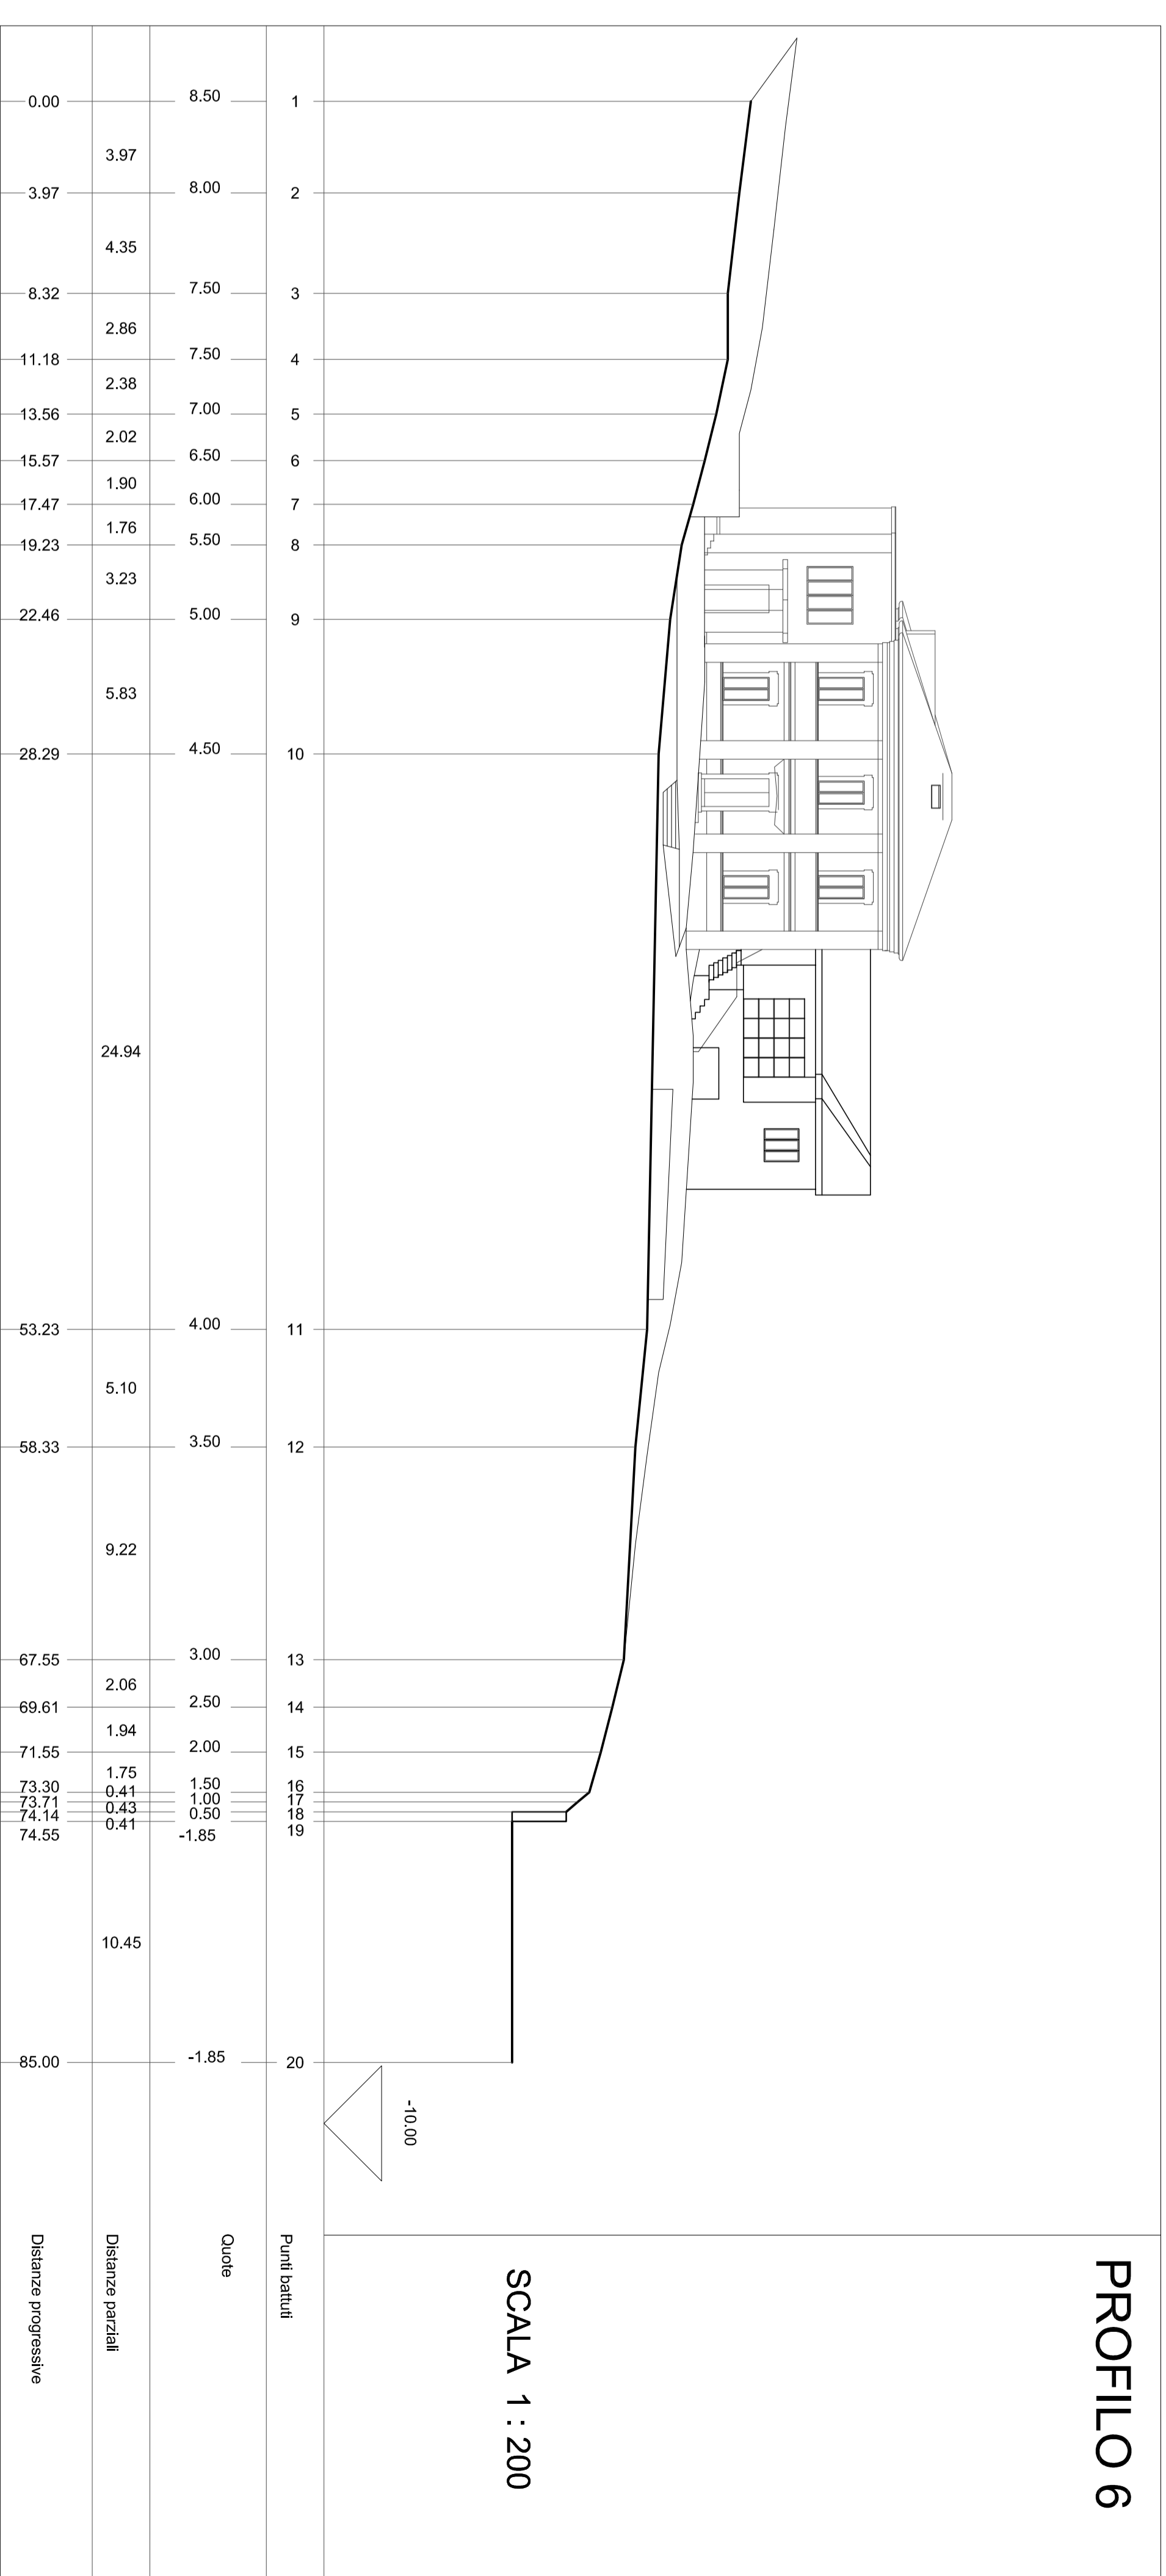 PROFILO 6
SCALA 1 : 200
-10.00
Punti battuti
1 2 3 4 5 6 7 8 9 10 11 12 13 14 15 16 17 18 19 20
Quote
8.50 8.00 7.50 7.50 7.00 6.50 6.00 5.50 5.00 4.50 4.00 3.50 3.00 2.50 2.00 1.50 1.00 0.50 -1.85 -1.85
Distanze parziali
3.97 4.35 2.86 2.38 2.02 1.90 1.76 3.23 5.83 24.94 5.10 9.22 2.06 1.94 1.75 0.41 0.43 0.41 10.45
Distanze progressive
0.00 3.97 8.32 11.18 13.56 15.57 17.47 19.23 22.46 28.29 53.23 58.33 67.55 69.61 71.55 73.30 73.71 74.14 74.55 85.00